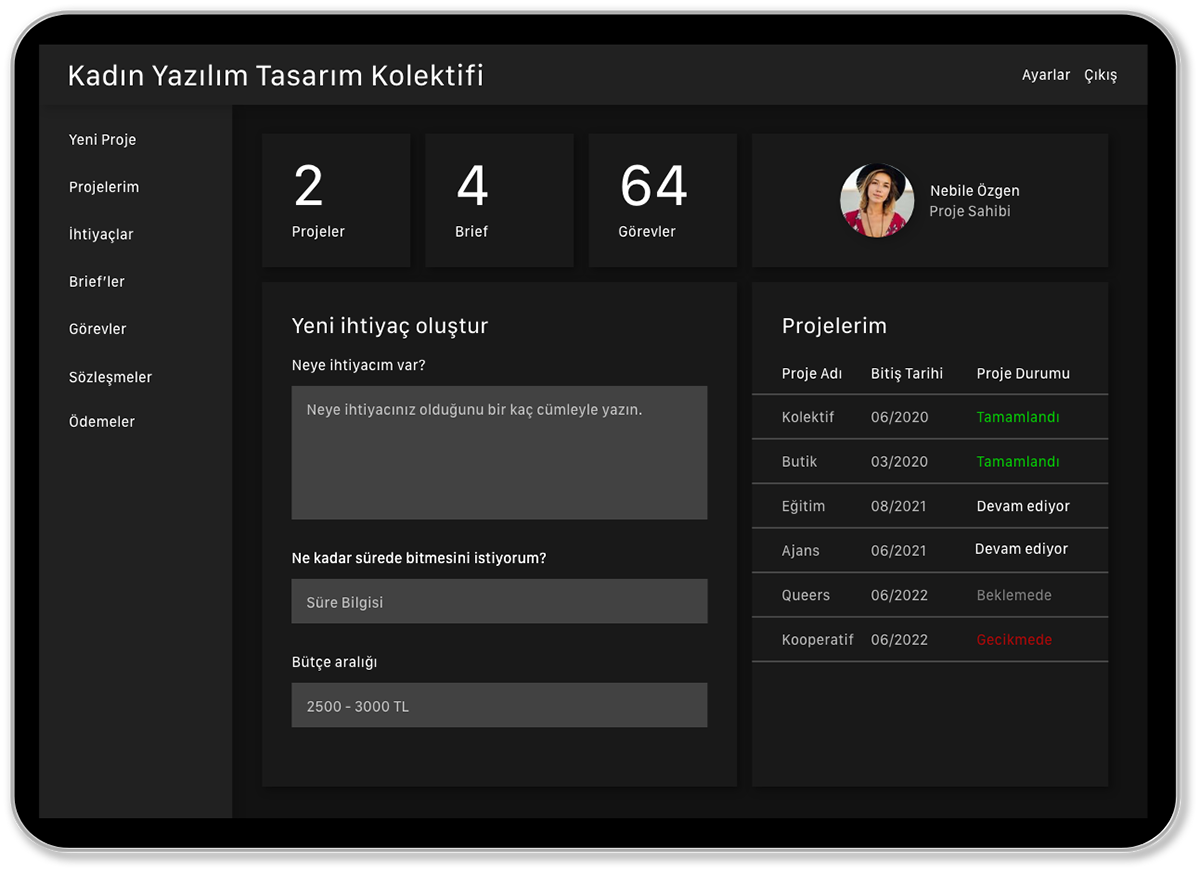 Kadın Yazılım Tasarım Kolektifi
Ayarlar Çıkış
Yeni Proje
Projelerim
İhtiyaçlar
Brief’ler
Görevler
Sözleşmeler
Ödemeler
2
Projeler
4
Brief
64
Görevler
Nebile Özgen
Proje Sahibi
Yeni ihtiyaç oluştur
Neye ihtiyacım var?
Neye ihtiyacınız olduğunu bir kaç cümleyle yazın.
Ne kadar sürede bitmesini istiyorum?
Süre Bilgisi
Bütçe aralığı
2500 - 3000 TL
Projelerim
Proje Adı Bitiş Tarihi Proje Durumu
Kolektif 06/2020 Tamamlandı
Butik 03/2020 Tamamlandı
Eğitim 08/2021 Devam ediyor
Ajans 06/2021 Devam ediyor
Queers 06/2022 Beklemede
Kooperatif 06/2022 Gecikmede